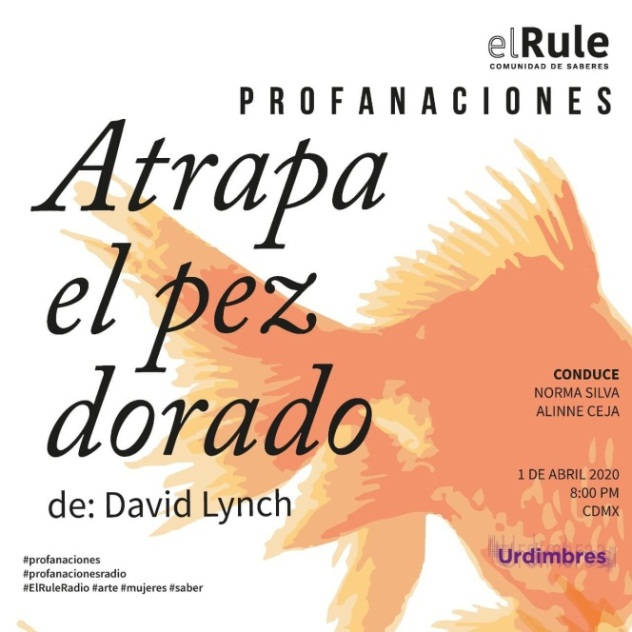 elRule
COMUNIDAD DE SABERES
PROFANACIONES
Atrapa
el pez
dorado
de: David Lynch
CONDUCE
NORMA SILVA
ALINNE CEJA
1 DE ABRIL 2020
8:00 PM
CDMX
Urdimbres
#profanaciones
#profanacionesradio
#ElRuleRadio #arte #mujeres #saber